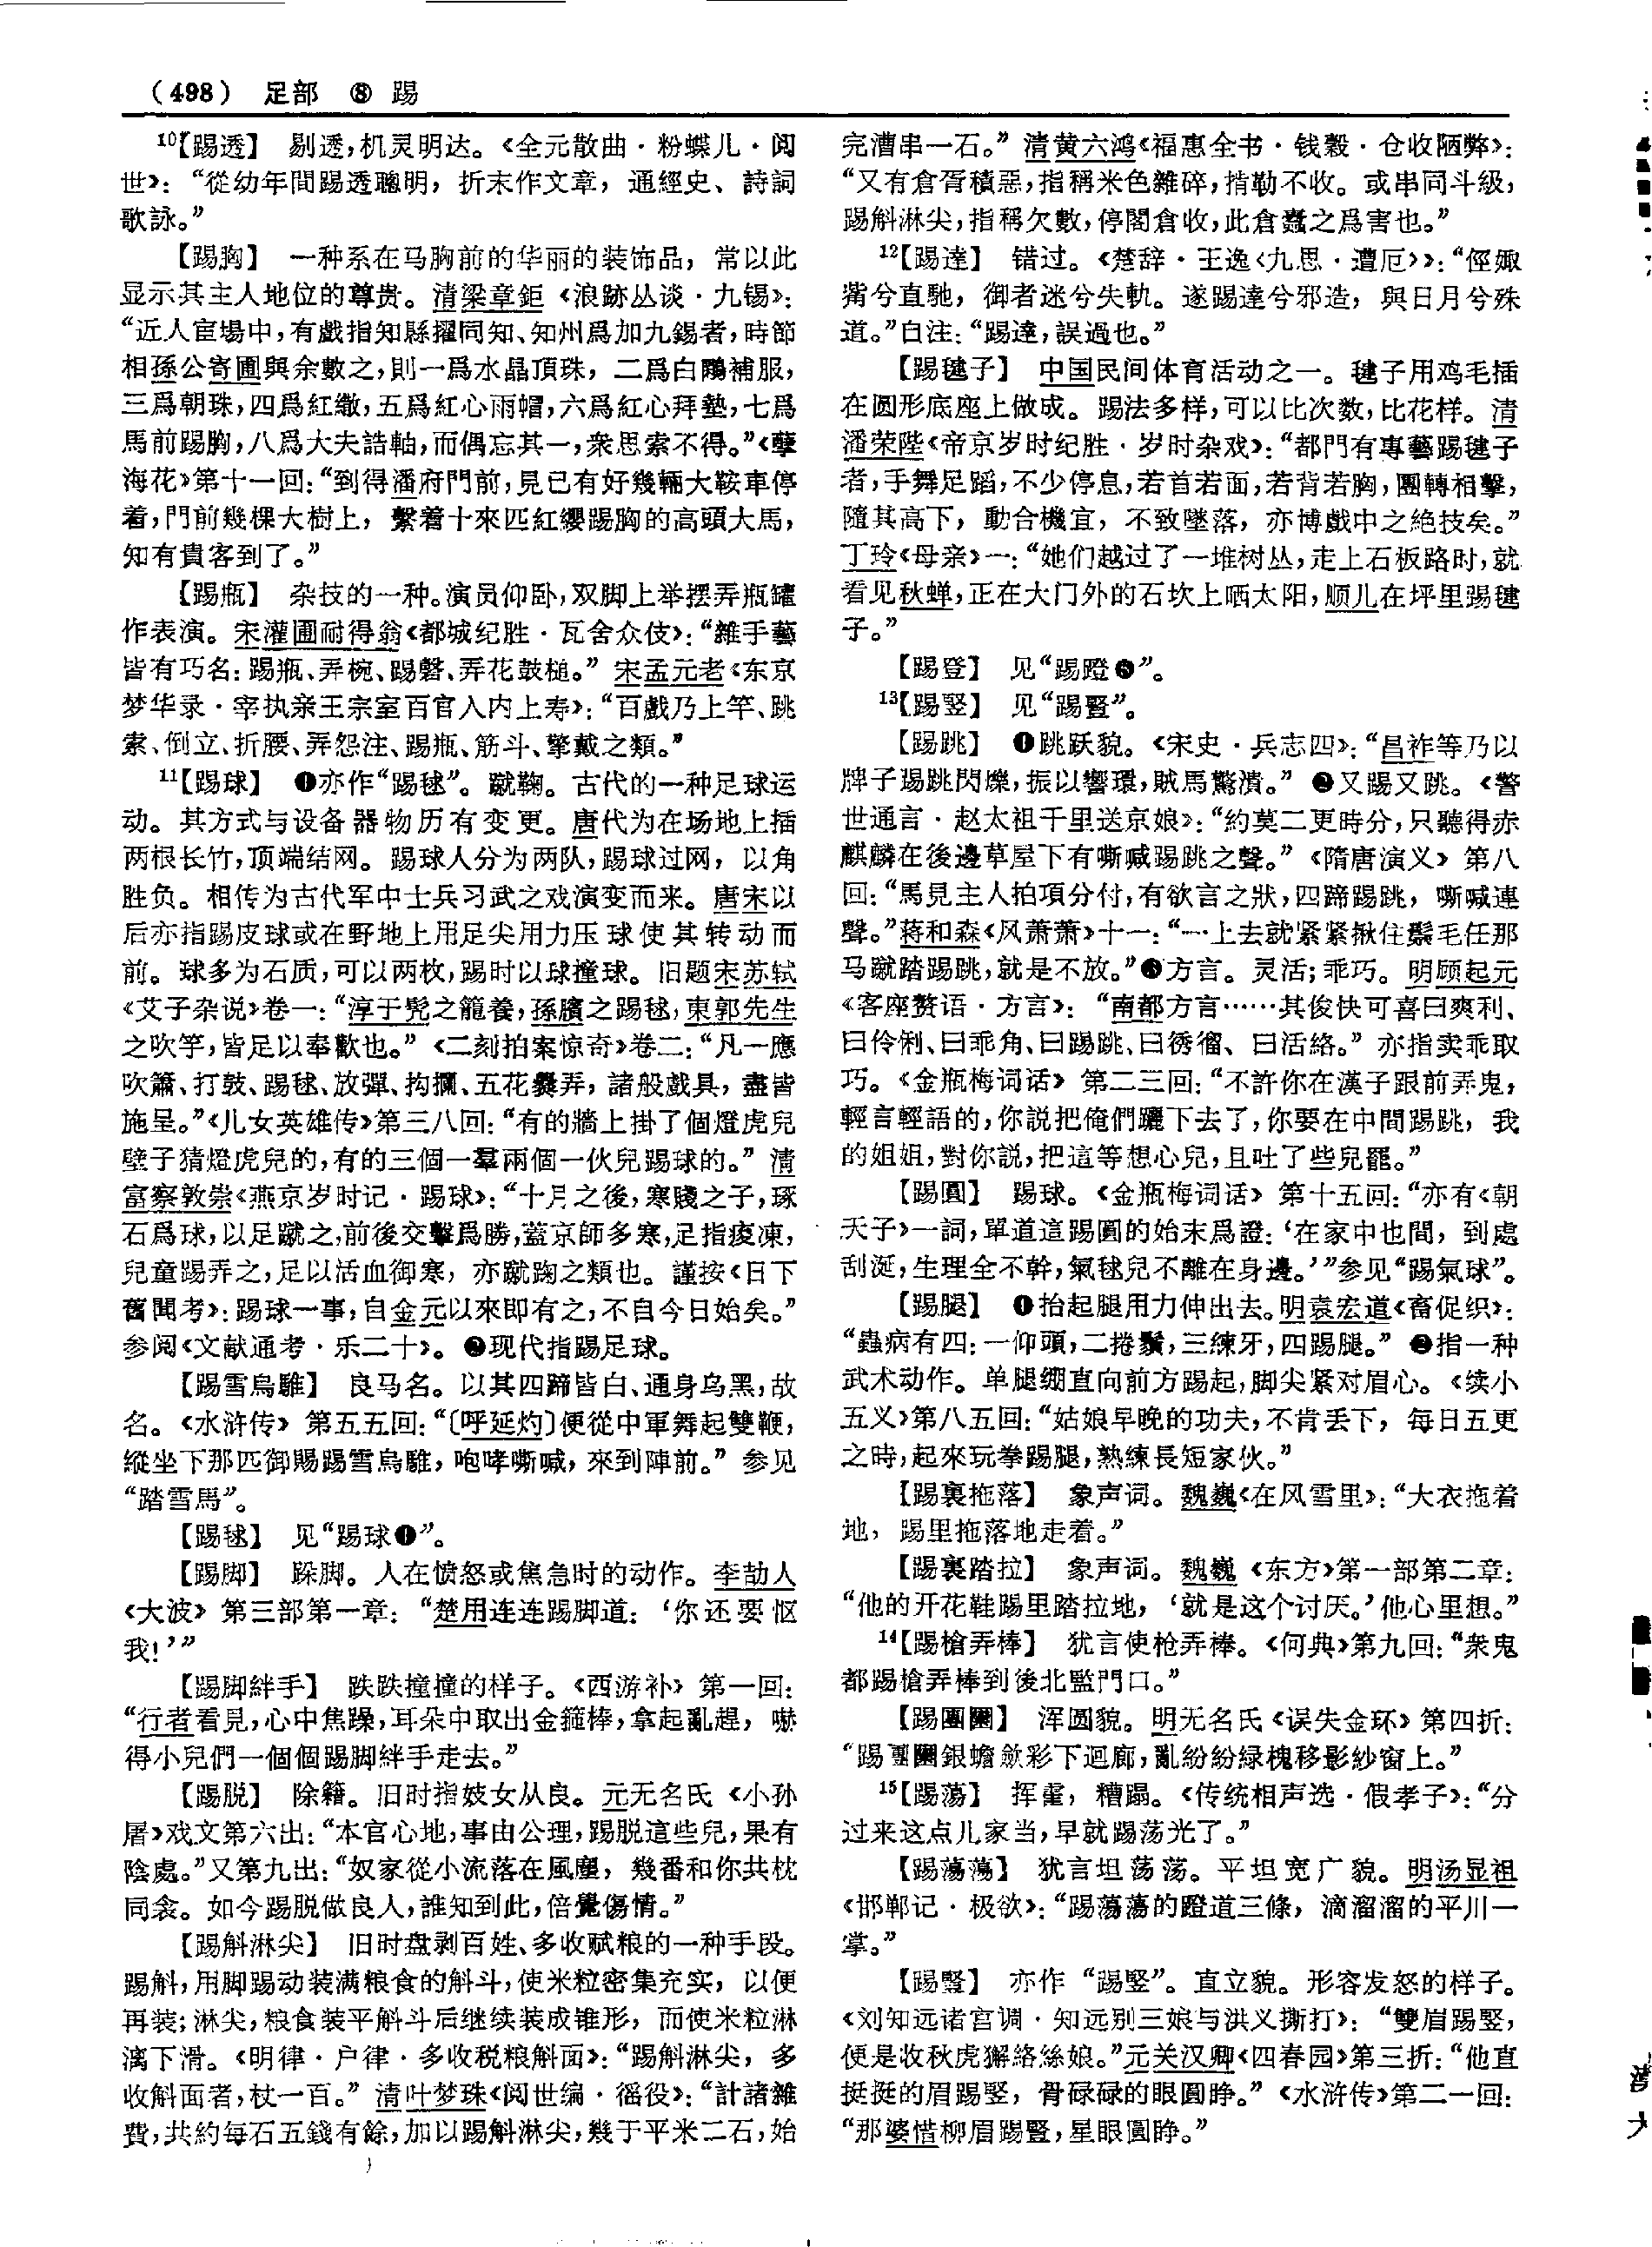 (498) 足部 ⑧ 踢
10【踢透】 剔透,机灵明达。《全元散曲·粉蝶儿·阅
世》:“從幼年間踢透聰明,折末作文章,通經史、詩詞
歌詠。”
【踢胸】 一种系在马胸前的华丽的装饰品,常以此
显示其主人地位的尊贵。清梁章鉅《浪跡丛谈·九锡》:
“近人宦場中,有戲指知縣擢同知、知州爲加九錫者,時節
相孫公寄圃與余數之,則一爲水晶頂珠,二爲白鷴補服,
三爲朝珠,四爲紅繖,五爲紅心雨帽,六爲紅心拜墊,七爲
馬前踢胸,八爲大夫誥軸,而偶忘其一,衆思索不得。”《孽
海花》第十一回:“到得潘府門前,見已有好幾輛大鞍車停
着,門前幾棵大樹上,繫着十來匹紅纓踢胸的高頭大馬,
知有貴客到了。”
【踢瓶】 杂技的一种。演员仰卧,双脚上举摆弄瓶罐
作表演。宋灌圃耐得翁《都城纪胜·瓦舍众伎》:“雜手藝
皆有巧名:踢瓶、弄椀、踢磬、弄花鼓槌。”宋孟元老《东京
梦华录·宰执亲王宗室百官入内上寿》:“百戲乃上竿、跳
索、倒立、折腰、弄怨注、踢瓶、筋斗、擎戴之類。”
11【踢球】 ❶亦作“踢毬”。蹴鞠。古代的一种足球运
动。其方式与设备器物历有变更。唐代为在场地上插
两根长竹,顶端结网。踢球人分为两队,踢球过网,以角
胜负。相传为古代军中士兵习武之戏演变而来。唐宋以
后亦指踢皮球或在野地上用足尖用力压球使其转动而
前。球多为石质,可以两枚,踢时以球撞球。旧题宋苏轼
《艾子杂说》卷一:“淳于髡之籠養,孫臏之踢毬,東郭先生
之吹竽,皆足以奉歡也。”《二刻拍案惊奇》卷二:“凡一應
吹簫、打鼓、踢毬、放彈、拘攔、五花爨弄,諸般戲具,盡皆
施呈。”《儿女英雄传》第三八回:“有的牆上掛了個燈虎兒
壁子猜燈虎兒的,有的三個一羣兩個一伙兒踢球的。”清
富察敦崇《燕京岁时记·踢球》:“十月之後,寒賤之子,琢
石爲球,以足蹴之,前後交擊爲勝,蓋京師多寒,足指痠凍,
兒童踢弄之,足以活血御寒,亦蹴踘之類也。謹按《日下
舊聞考》:踢球一事,自金元以來即有之,不自今日始矣。”
参阅《文献通考·乐二十》。❷现代指踢足球。
【踢雪烏騅】 良马名。以其四蹄皆白、通身乌黑,故
名。《水浒传》第五五回:“〔呼延灼〕便從中軍舞起雙鞭,
縱坐下那匹御賜踢雪烏騅,咆哮嘶喊,來到陣前。”参见
“踏雪馬”。
【踢毬】 见“踢球❶”。
【踢脚】 跺脚。人在愤怒或焦急时的动作。李劼人
《大波》第三部第一章:“楚用连连踢脚道:‘你还要怄
我!’”
【踢脚絆手】 跌跌撞撞的样子。《西游补》第一回:
“行者看見,心中焦躁,耳朵中取出金箍棒,拿起亂趕,嚇
得小兒們一個個踢脚絆手走去。”
【踢脱】 除籍。旧时指妓女从良。元无名氏《小孙
屠》戏文第六出:“本官心地,事由公理,踢脱這些兒,果有
陰處。”又第九出:“奴家從小流落在風塵,幾番和你共枕
同衾。如今踢脱做良人,誰知到此,倍覺傷情。”
【踢斛淋尖】 旧时盘剥百姓、多收赋粮的一种手段。
踢斛,用脚踢动装满粮食的斛斗,使米粒密集充实,以便
再装;淋尖,粮食装平斛斗后继续装成锥形,而使米粒淋
漓下滑。《明律·户律·多收税粮斛面》:“踢斛淋尖,多
收斛面者,杖一百。”清叶梦珠《阅世编·徭役》:“計諸雜
費,共約每石五錢有餘,加以踢斛淋尖,幾于平米二石,始
完漕串一石。”清黄六鸿《福惠全书·钱穀·仓收陋弊》:
“又有倉胥積惡,指稱米色雜碎,揹勒不收。或串同斗級,
踢斛淋尖,指稱欠數,停閣倉收,此倉蠹之爲害也。”
12【踢達】 错过。《楚辞·王逸〈九思·遭厄〉》:“徑娵
觜兮直馳,御者迷兮失軌。遂踢達兮邪造,與日月兮殊
道。”自注:“踢達,誤過也。”
【踢毽子】 中国民间体育活动之一。毽子用鸡毛插
在圆形底座上做成。踢法多样,可以比次数,比花样。清
潘荣陛《帝京岁时纪胜·岁时杂戏》:“都門有專藝踢毽子
者,手舞足蹈,不少停息,若首若面,若背若胸,團轉相擊,
隨其高下,動合機宜,不致墜落,亦博戲中之絶技矣。”
丁玲《母亲》一:“她们越过了一堆树丛,走上石板路时,就
看见秋蝉,正在大门外的石坎上晒太阳,顺儿在坪里踢毽
子。”
【踢登】 见“踢蹬❸”。
13【踢竪】 见“踢豎”。
【踢跳】 ❶跳跃貌。《宋史·兵志四》:“昌祚等乃以
牌子踢跳閃爍,振以響環,賊馬驚潰。”❷又踢又跳。《警
世通言·赵太祖千里送京娘》:“約莫二更時分,只聽得赤
麒麟在後邊草屋下有嘶喊踢跳之聲。”《隋唐演义》第八
回:“馬見主人拍項分付,有欲言之狀,四蹄踢跳,嘶喊連
聲。”蒋和森《风萧萧》十一:“一上去就紧紧揪住鬃毛任那
马蹴踏踢跳,就是不放。”❸方言。灵活;乖巧。明顾起元
《客座赘语·方言》:“南都方言……其俊快可喜曰爽利、
曰伶俐、曰乖角、曰踢跳、曰綉㺄、曰活絡。”亦指卖乖取
巧。《金瓶梅词话》第二三回:“不許你在漢子跟前弄鬼,
輕言輕語的,你説把俺們躧下去了,你要在中間踢跳,我
的姐姐,對你説,把這等想心兒,且吐了些兒罷。”
【踢圓】 踢球。《金瓶梅词话》第十五回:“亦有《朝
天子》一詞,單道這踢圓的始末爲證:‘在家中也閒,到處
刮涎,生理全不幹,氣毬兒不離在身邊。’”参见“踢氣球”。
【踢腿】 ❶抬起腿用力伸出去。明袁宏道《畜促织》:
“蟲病有四:一仰頭,二捲鬚,三練牙,四踢腿。”❷指一种
武术动作。单腿绷直向前方踢起,脚尖紧对眉心。《续小
五义》第八五回:“姑娘早晚的功夫,不肯丢下,每日五更
之時,起來玩拳踢腿,熟練長短家伙。”
【踢裏拖落】 象声词。魏巍《在风雪里》:“大衣拖着
地,踢里拖落地走着。”
【踢裏踏拉】 象声词。魏巍《东方》第一部第二章:
“他的开花鞋踢里踏拉地,‘就是这个讨厌。’他心里想。”
14【踢槍弄棒】 犹言使枪弄棒。《何典》第九回:“衆鬼
都踢槍弄棒到後北監門口。”
【踢團圞】 浑圆貌。明无名氏《误失金环》第四折:
“踢團圞銀蟾斂彩下迴廊,亂紛紛緑槐移影紗窗上。”
15【踢荡】 挥霍,糟蹋。《传统相声选·假孝子》:“分
过来这点儿家当,早就踢荡光了。”
【踢蕩蕩】 犹言坦荡荡。平坦宽广貌。明汤显祖
《邯郸记·极欲》:“踢蕩蕩的蹬道三條,滴溜溜的平川一
掌。”
【踢豎】 亦作“踢竪”。直立貌。形容发怒的样子。
《刘知远诸宫调·知远别三娘与洪义撕打》:“雙眉踢竪,
便是收秋虎獬絡絲娘。”元关汉卿《四春园》第三折:“他直
挺挺的眉踢竪,骨碌碌的眼圓睁。”《水浒传》第二一回:
“那婆惜柳眉踢豎,星眼圓睁。”